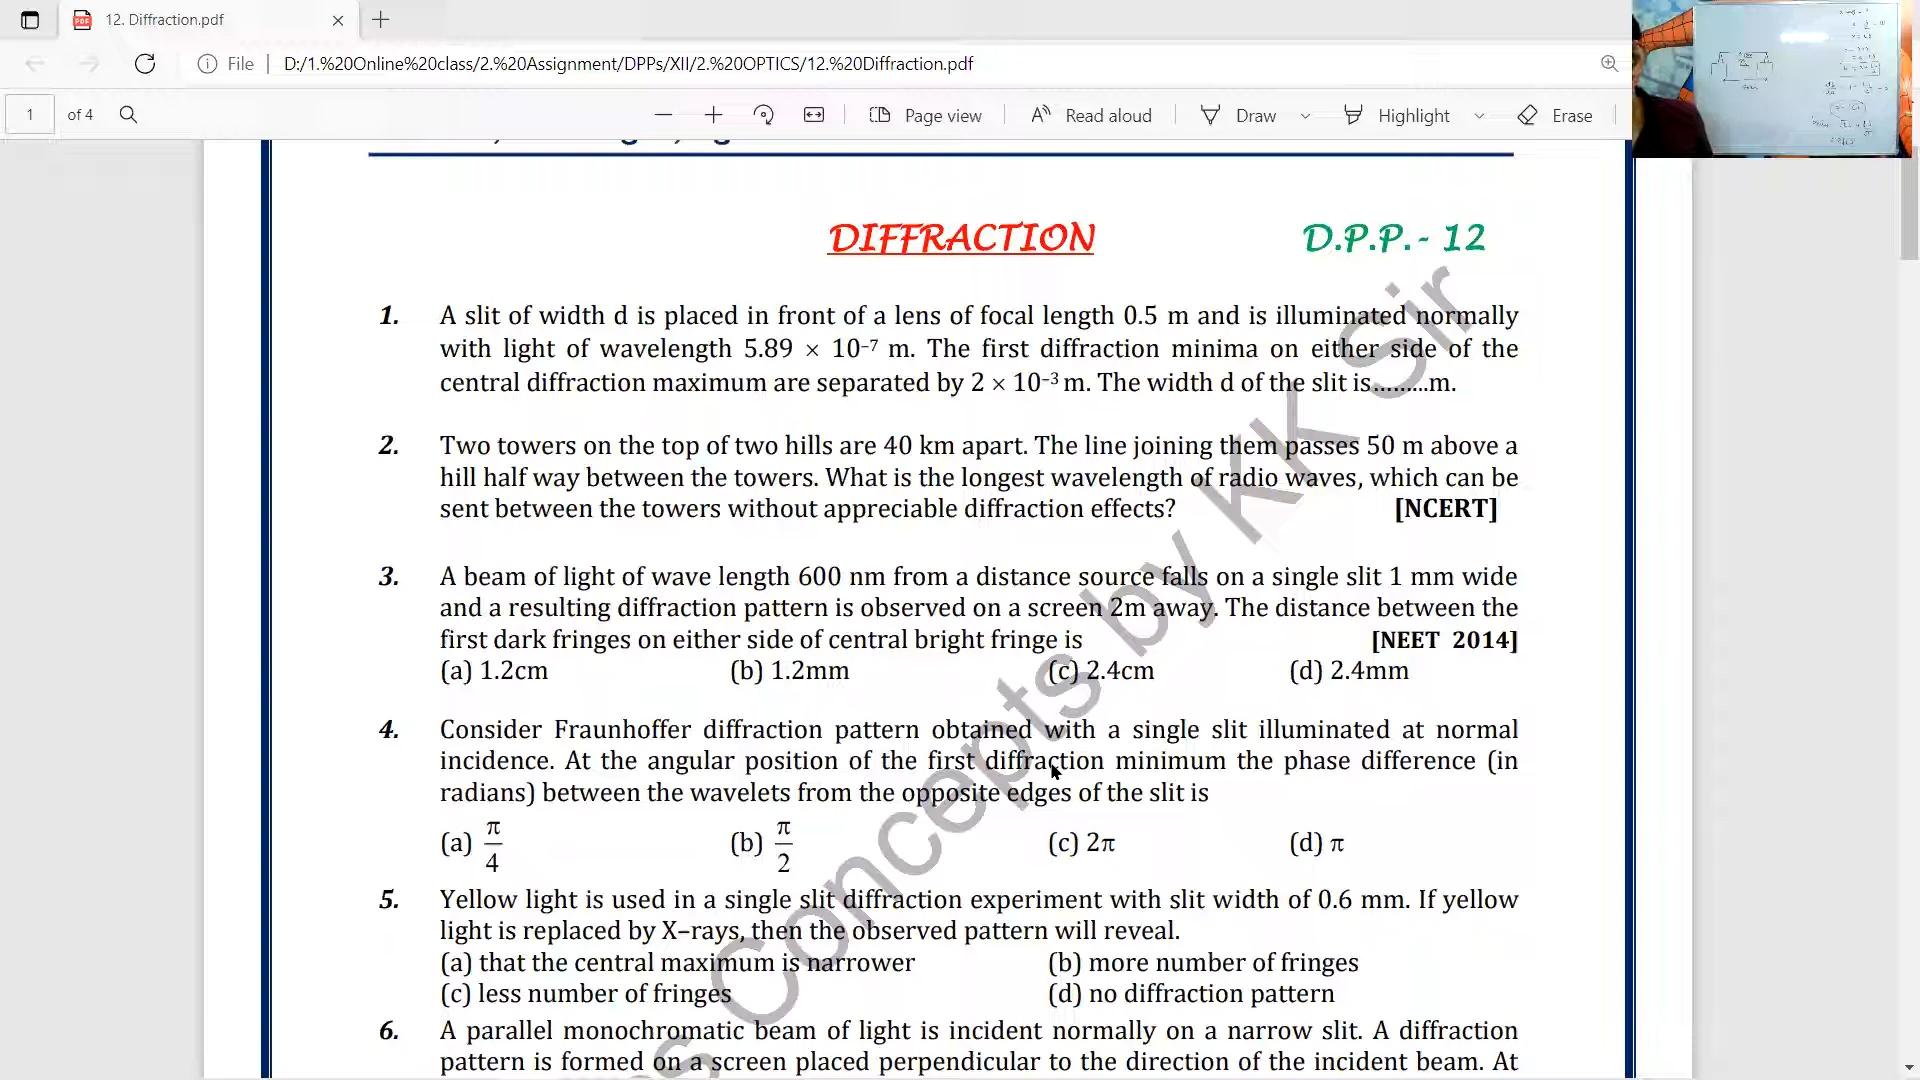 12. Diffraction.pdf
File D:/1.%20Online%20class/2.%20Assignment/DPPs/XII/2.%20OPTICS/12.%20Diffraction.pdf
1 of 4 Page view Read aloud Draw Highlight Erase
DIFFRACTION D.P.P.- 12
1. A slit of width d is placed in front of a lens of focal length 0.5 m and is illuminated normally
with light of wavelength 5.89 × 10⁻⁷ m. The first diffraction minima on either side of the
central diffraction maximum are separated by 2 × 10⁻³ m. The width d of the slit is.........m.
2. Two towers on the top of two hills are 40 km apart. The line joining them passes 50 m above a
hill half way between the towers. What is the longest wavelength of radio waves, which can be
sent between the towers without appreciable diffraction effects? [NCERT]
3. A beam of light of wave length 600 nm from a distance source falls on a single slit 1 mm wide
and a resulting diffraction pattern is observed on a screen 2m away. The distance between the
first dark fringes on either side of central bright fringe is [NEET 2014]
(a) 1.2cm (b) 1.2mm (c) 2.4cm (d) 2.4mm
4. Consider Fraunhoffer diffraction pattern obtained with a single slit illuminated at normal
incidence. At the angular position of the first diffraction minimum the phase difference (in
radians) between the wavelets from the opposite edges of the slit is
(a) π/4 (b) π/2 (c) 2π (d) π
5. Yellow light is used in a single slit diffraction experiment with slit width of 0.6 mm. If yellow
light is replaced by X–rays, then the observed pattern will reveal.
(a) that the central maximum is narrower (b) more number of fringes
(c) less number of fringes (d) no diffraction pattern
6. A parallel monochromatic beam of light is incident normally on a narrow slit. A diffraction
pattern is formed on a screen placed perpendicular to the direction of the incident beam. At
Concepts by KK Sir